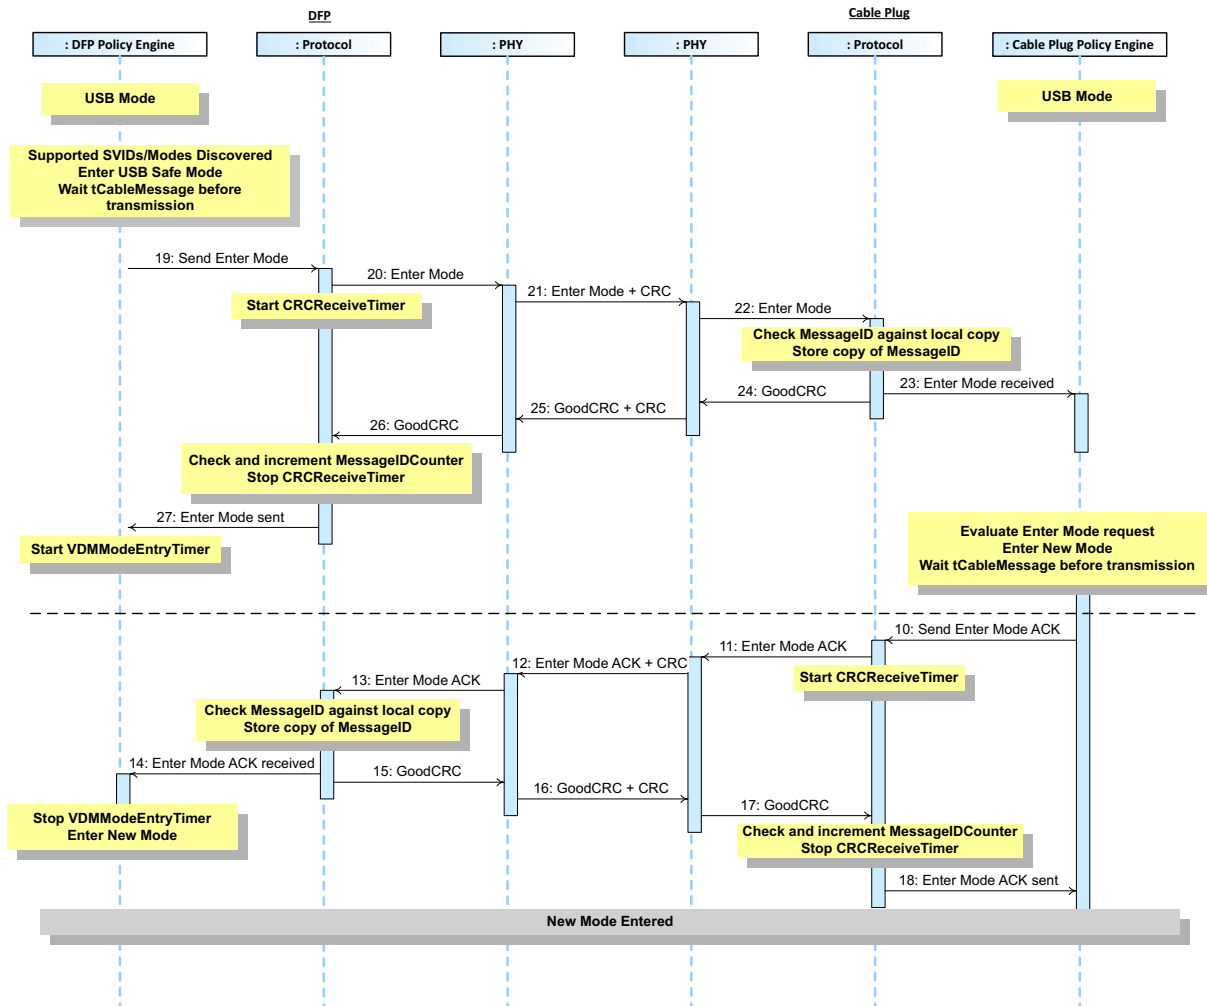 DFP
Cable Plug
: DFP Policy Engine
: Protocol
: PHY
: PHY
: Protocol
: Cable Plug Policy Engine
USB Mode
USB Mode
Supported SVIDs/Modes Discovered
Enter USB Safe Mode
Wait tCableMessage before
transmission
19: Send Enter Mode
20: Enter Mode
21: Enter Mode + CRC
Start CRCReceiveTimer
22: Enter Mode
Check MessageID against local copy
Store copy of MessageID
23: Enter Mode received
24: GoodCRC
25: GoodCRC + CRC
26: GoodCRC
Check and increment MessageIDCounter
Stop CRCReceiveTimer
27: Enter Mode sent
Start VDMModeEntryTimer
Evaluate Enter Mode request
Enter New Mode
Wait tCableMessage before transmission
10: Send Enter Mode ACK
11: Enter Mode ACK
12: Enter Mode ACK + CRC
Start CRCReceiveTimer
13: Enter Mode ACK
Check MessageID against local copy
Store copy of MessageID
14: Enter Mode ACK received
15: GoodCRC
16: GoodCRC + CRC
17: GoodCRC
Stop VDMModeEntryTimer
Enter New Mode
Check and increment MessageIDCounter
Stop CRCReceiveTimer
18: Enter Mode ACK sent
New Mode Entered